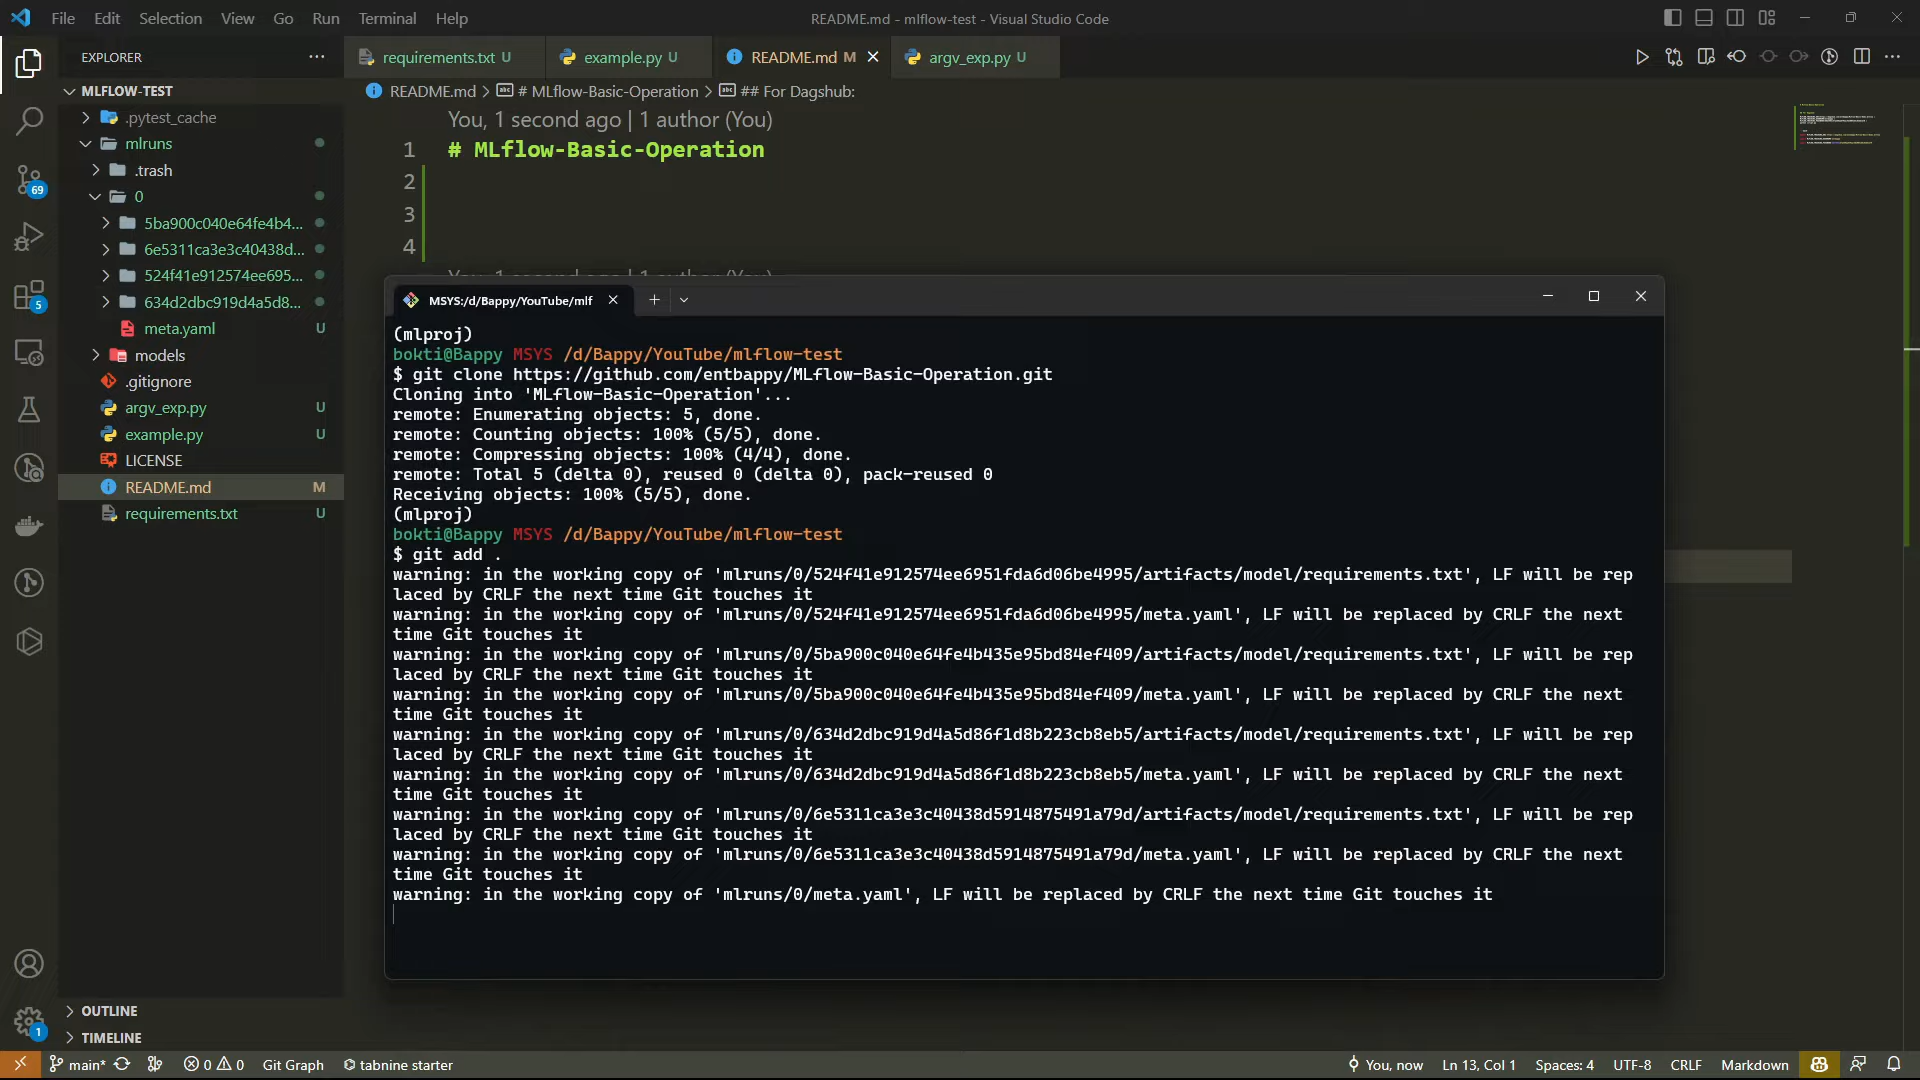 File Edit Selection View Go Run Terminal Help
README.md - mlflow-test - Visual Studio Code
EXPLORER
requirements.txt U
example.py U
README.md M
argv_exp.py U
MLFLOW-TEST
README.md > # MLflow-Basic-Operation > ## For Dagshub:
.pytest_cache
mlruns
.trash
0
5ba900c040e64fe4b4...
6e5311ca3e3c40438d...
524f41e912574ee695...
634d2dbc919d4a5d8...
meta.yaml U
models
.gitignore
argv_exp.py U
example.py U
LICENSE
README.md M
requirements.txt U
69
5
1
You, 1 second ago | 1 author (You)
1 # MLflow-Basic-Operation
2
3
4
You, 1 second ago | 1 author (You)
MSYS:/d/Bappy/YouTube/mlf
(mlproj)
bokti@Bappy MSYS /d/Bappy/YouTube/mlflow-test
$ git clone https://github.com/entbappy/MLflow-Basic-Operation.git
Cloning into 'MLflow-Basic-Operation'...
remote: Enumerating objects: 5, done.
remote: Counting objects: 100% (5/5), done.
remote: Compressing objects: 100% (4/4), done.
remote: Total 5 (delta 0), reused 0 (delta 0), pack-reused 0
Receiving objects: 100% (5/5), done.
(mlproj)
bokti@Bappy MSYS /d/Bappy/YouTube/mlflow-test
$ git add .
warning: in the working copy of 'mlruns/0/524f41e912574ee6951fda6d06be4995/artifacts/model/requirements.txt', LF will be rep
laced by CRLF the next time Git touches it
warning: in the working copy of 'mlruns/0/524f41e912574ee6951fda6d06be4995/meta.yaml', LF will be replaced by CRLF the next
time Git touches it
warning: in the working copy of 'mlruns/0/5ba900c040e64fe4b435e95bd84ef409/artifacts/model/requirements.txt', LF will be rep
laced by CRLF the next time Git touches it
warning: in the working copy of 'mlruns/0/5ba900c040e64fe4b435e95bd84ef409/meta.yaml', LF will be replaced by CRLF the next
time Git touches it
warning: in the working copy of 'mlruns/0/634d2dbc919d4a5d86f1d8b223cb8eb5/artifacts/model/requirements.txt', LF will be rep
laced by CRLF the next time Git touches it
warning: in the working copy of 'mlruns/0/634d2dbc919d4a5d86f1d8b223cb8eb5/meta.yaml', LF will be replaced by CRLF the next
time Git touches it
warning: in the working copy of 'mlruns/0/6e5311ca3e3c40438d5914875491a79d/artifacts/model/requirements.txt', LF will be rep
laced by CRLF the next time Git touches it
warning: in the working copy of 'mlruns/0/6e5311ca3e3c40438d5914875491a79d/meta.yaml', LF will be replaced by CRLF the next
time Git touches it
warning: in the working copy of 'mlruns/0/meta.yaml', LF will be replaced by CRLF the next time Git touches it
OUTLINE
TIMELINE
main* 0 0 Git Graph tabnine starter
You, now Ln 13, Col 1 Spaces: 4 UTF-8 CRLF Markdown